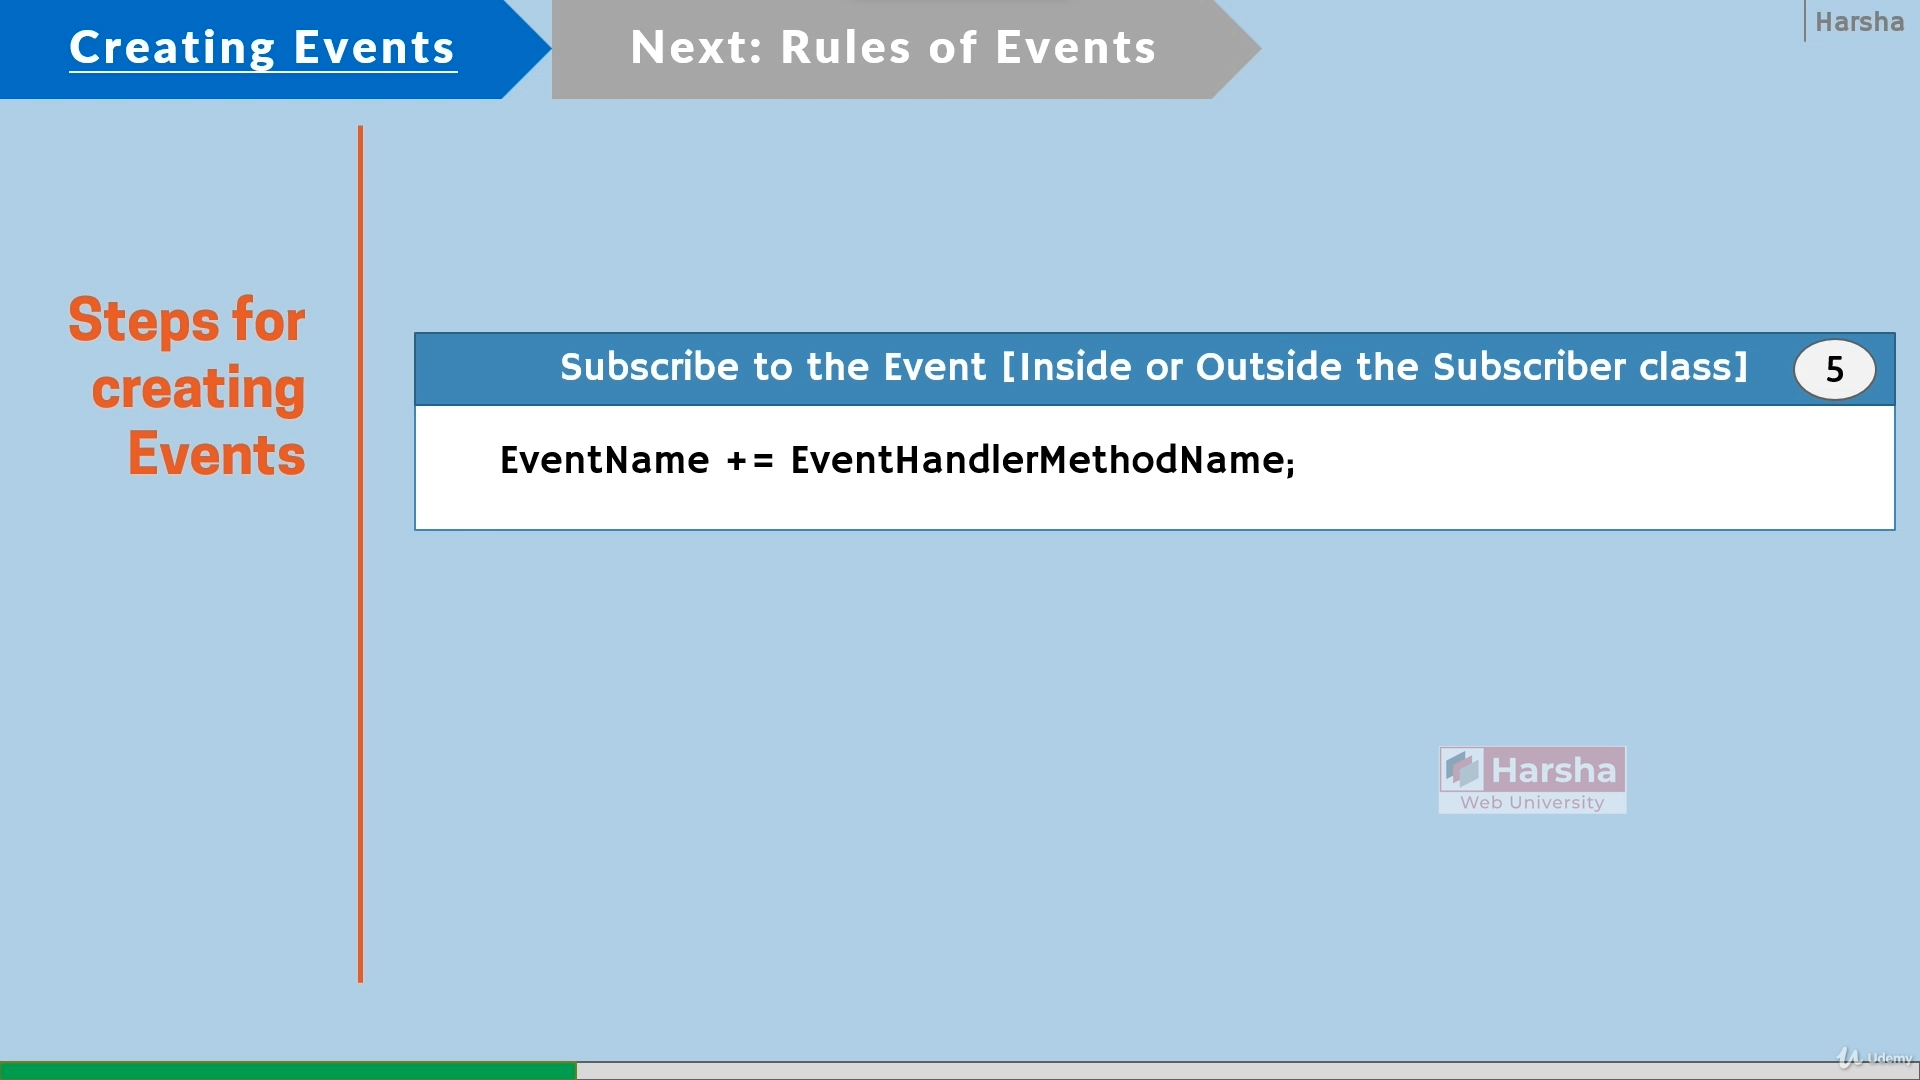 Creating Events
Next: Rules of Events
Harsha
Steps for
creating
Events
Subscribe to the Event [Inside or Outside the Subscriber class]
5
EventName += EventHandlerMethodName;
Harsha
Web University
Udemy